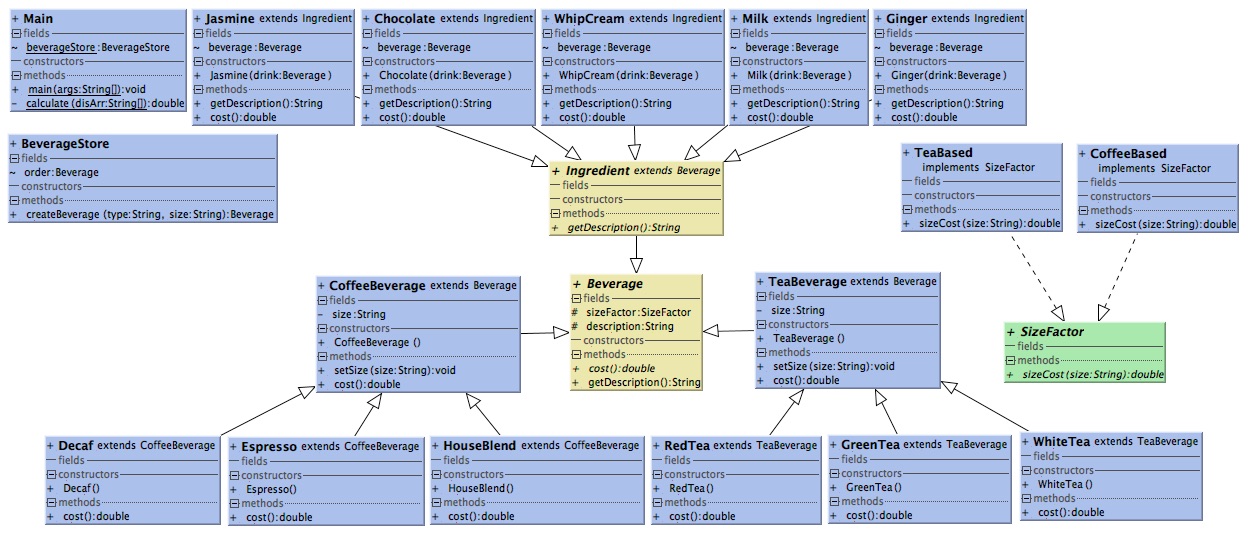 + Main
fields
~ beverageStore :BeverageStore
constructors
methods
+ main(args:String[]):void
- calculate (disArr:String[]):double
+ Jasmine extends Ingredient
fields
~ beverage :Beverage
constructors
+ Jasmine(drink:Beverage )
methods
+ getDescription():String
+ cost():double
+ Chocolate extends Ingredient
fields
~ beverage :Beverage
constructors
+ Chocolate(drink:Beverage )
methods
+ getDescription():String
+ cost():double
+ WhipCream extends Ingredient
fields
~ beverage :Beverage
constructors
+ WhipCream(drink:Beverage )
methods
+ getDescription():String
+ cost():double
+ Milk extends Ingredient
fields
~ beverage :Beverage
constructors
+ Milk(drink:Beverage )
methods
+ getDescription():String
+ cost():double
+ Ginger extends Ingredient
fields
~ beverage :Beverage
constructors
+ Ginger(drink:Beverage )
methods
+ getDescription():String
+ cost():double
+ BeverageStore
fields
~ order:Beverage
constructors
methods
+ createBeverage (type:String, size:String):Beverage
+ Ingredient extends Beverage
fields
constructors
methods
+ getDescription():String
+ TeaBased
implements SizeFactor
fields
constructors
methods
+ sizeCost(size:String):double
+ CoffeeBased
implements SizeFactor
fields
constructors
methods
+ sizeCost(size:String):double
+ CoffeeBeverage extends Beverage
fields
- size :String
constructors
+ CoffeeBeverage ()
methods
+ setSize (size:String):void
+ cost():double
+ Beverage
fields
# sizeFactor:SizeFactor
# description:String
constructors
methods
+ cost():double
+ getDescription():String
+ TeaBeverage extends Beverage
fields
- size :String
constructors
+ TeaBeverage ()
methods
+ setSize (size:String):void
+ cost():double
+ SizeFactor
fields
methods
+ sizeCost(size:String):double
+ Decaf extends CoffeeBeverage
fields
constructors
+ Decaf()
methods
+ cost():double
+ Espresso extends CoffeeBeverage
fields
constructors
+ Espresso()
methods
+ cost():double
+ HouseBlend extends CoffeeBeverage
fields
constructors
+ HouseBlend()
methods
+ cost():double
+ RedTea extends TeaBeverage
fields
constructors
+ RedTea()
methods
+ cost():double
+ GreenTea extends TeaBeverage
fields
constructors
+ GreenTea()
methods
+ cost():double
+ WhiteTea extends TeaBeverage
fields
constructors
+ WhiteTea ()
methods
+ cost():double